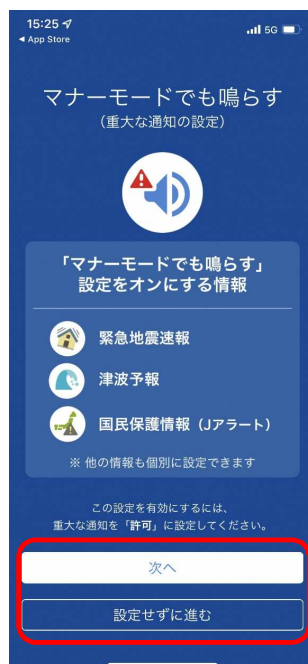 15:25
5G
◀ App Store
マナーモードでも鳴らす
(重大な通知の設定)
「マナーモードでも鳴らす」
設定をオンにする情報
緊急地震速報
津波予報
国民保護情報(Jアラート)
※ 他の情報も個別に設定できます
この設定を有効にするには、
重大な通知を「許可」に設定してください。
次へ
設定せずに進む